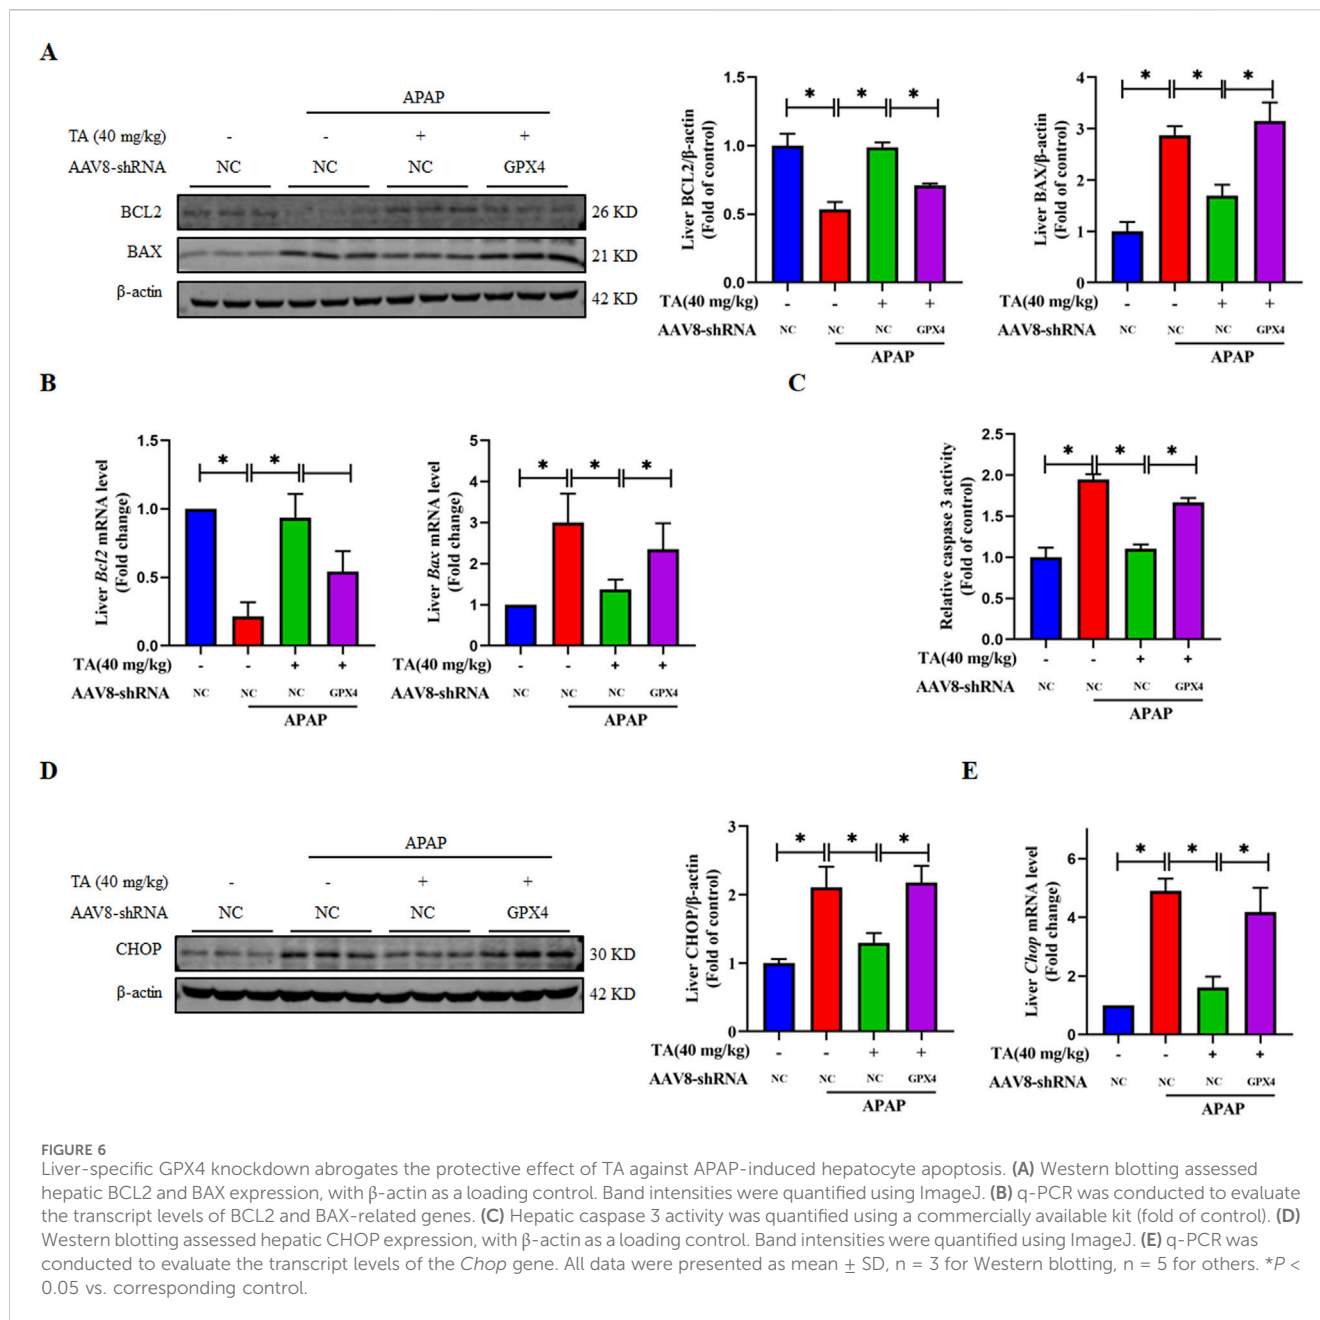 A
APAP
TA (40 mg/kg) - - + +
AAV8-shRNA NC NC NC GPX4
BCL2 26 KD
BAX 21 KD
β-actin 42 KD
Liver BCL2/β-actin
(Fold of control)
1.5
1.0
0.5
0.0
* * *
TA(40 mg/kg) - - + +
AAV8-shRNA NC NC NC GPX4
APAP
Liver BAX/β-actin
(Fold of control)
4
3
2
1
0
* * *
TA(40 mg/kg) - - + +
AAV8-shRNA NC NC NC GPX4
APAP
B
Liver Bcl2 mRNA level
(Fold change)
1.5
1.0
0.5
0.0
* *
TA(40 mg/kg) - - + +
AAV8-shRNA NC NC NC GPX4
APAP
Liver Bax mRNA level
(Fold change)
5
4
3
2
1
0
* * *
TA(40 mg/kg) - - + +
AAV8-shRNA NC NC NC GPX4
APAP
C
Relative caspase 3 activity
(Fold of control)
2.5
2.0
1.5
1.0
0.5
0.0
* * *
TA(40 mg/kg) - - + +
AAV8-shRNA NC NC NC GPX4
APAP
D
APAP
TA (40 mg/kg) - - + +
AAV8-shRNA NC NC NC GPX4
CHOP 30 KD
β-actin 42 KD
Liver CHOP/β-actin
(Fold of control)
3
2
1
0
* * *
TA(40 mg/kg) - - + +
AAV8-shRNA NC NC NC GPX4
APAP
E
Liver Chop mRNA level
(Fold change)
6
4
2
0
* * *
TA(40 mg/kg) - - + +
AAV8-shRNA NC NC NC GPX4
APAP
FIGURE 6
Liver-specific GPX4 knockdown abrogates the protective effect of TA against APAP-induced hepatocyte apoptosis. (A) Western blotting assessed
hepatic BCL2 and BAX expression, with β-actin as a loading control. Band intensities were quantified using ImageJ. (B) q-PCR was conducted to evaluate
the transcript levels of BCL2 and BAX-related genes. (C) Hepatic caspase 3 activity was quantified using a commercially available kit (fold of control). (D)
Western blotting assessed hepatic CHOP expression, with β-actin as a loading control. Band intensities were quantified using ImageJ. (E) q-PCR was
conducted to evaluate the transcript levels of the Chop gene. All data were presented as mean ± SD, n = 3 for Western blotting, n = 5 for others. *P <
0.05 vs. corresponding control.